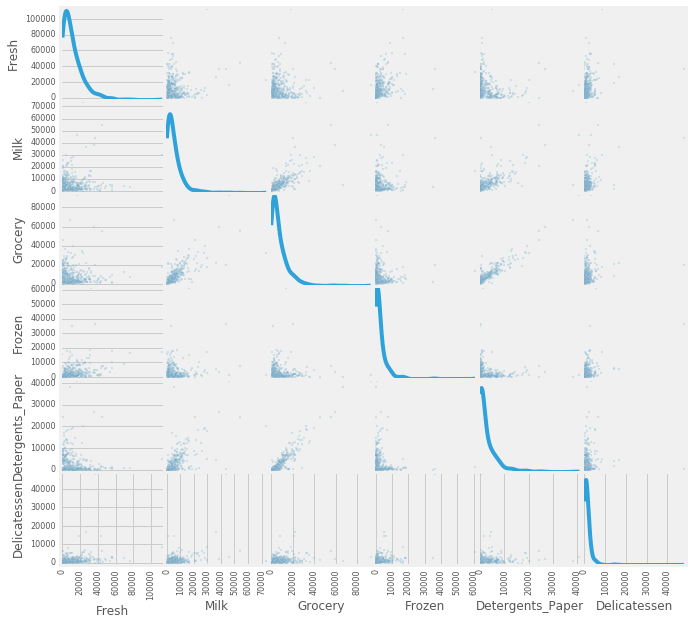 Fresh
100000
80000
60000
40000
20000
0
Milk
70000
60000
50000
40000
30000
20000
10000
0
Grocery
80000
60000
40000
20000
0
Frozen
60000
50000
40000
30000
20000
10000
0
Detergents_Paper
40000
30000
20000
10000
0
Delicatessen
40000
30000
20000
10000
0
0 20000 40000 60000 80000 100000
0 10000 20000 30000 40000 50000 60000 70000
0 20000 40000 60000 80000
0 10000 20000 30000 40000 50000 60000
0 10000 20000 30000 40000
0 10000 20000 30000 40000
Fresh Milk Grocery Frozen Detergents_Paper Delicatessen